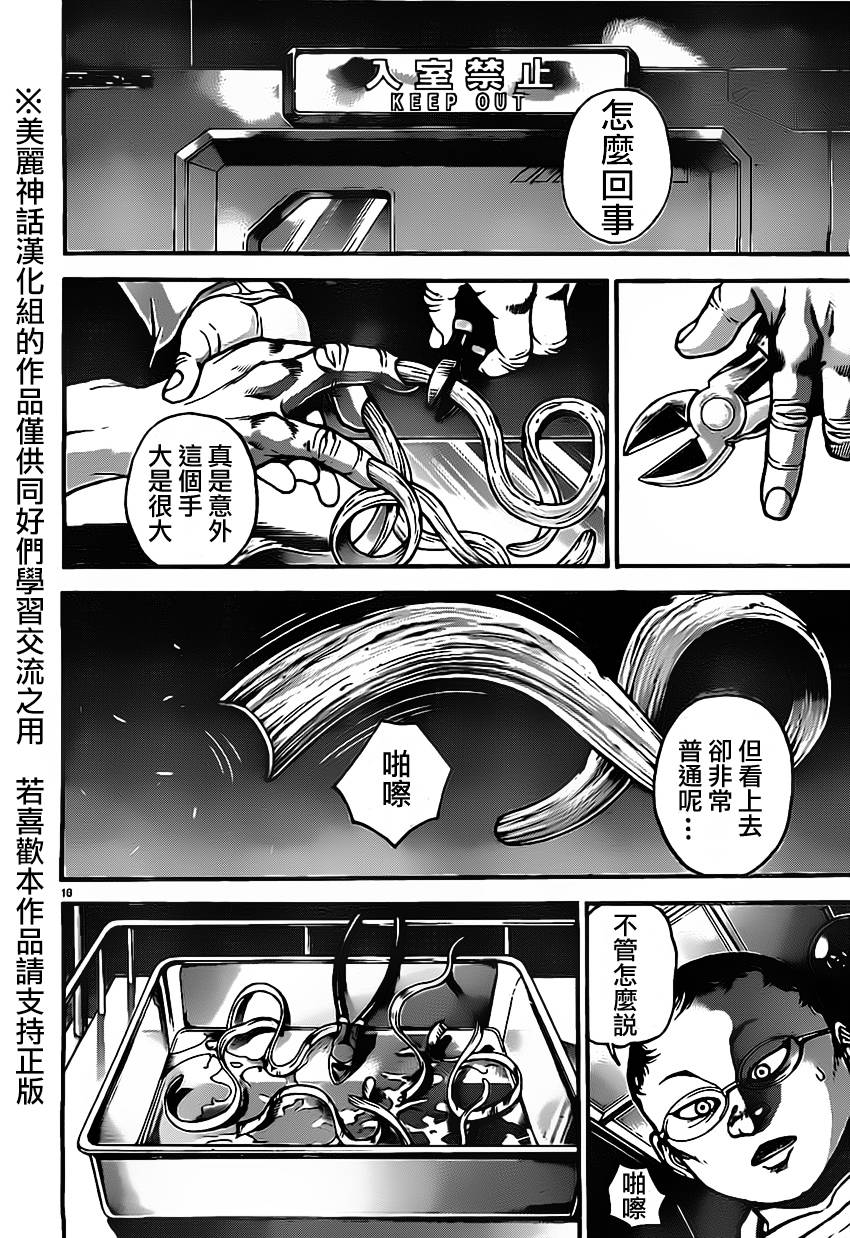 ※美麗神話漢化組的作品僅供同好們學習交流之用 若喜歡本作品請支持正版
入室禁止
KEEP OUT
怎麼回事
真是意外
這個手
大是很大
但看上去
卻非常
普通呢…
啪嚓
10
不管怎麼說
啪嚓